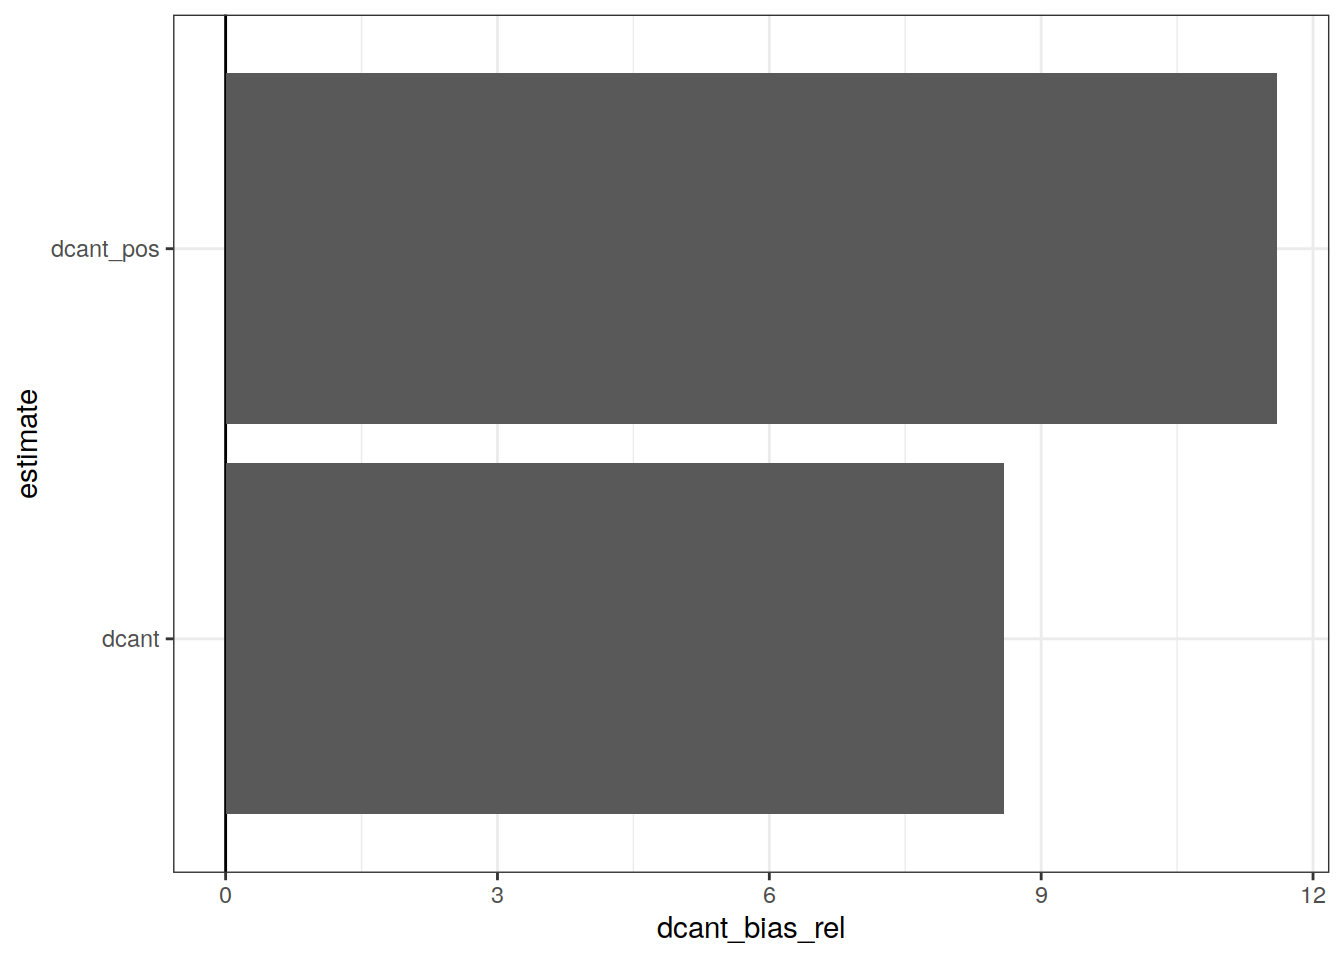 dcant_pos
estimate
dcant
0 3 6 9 12
dcant_bias_rel